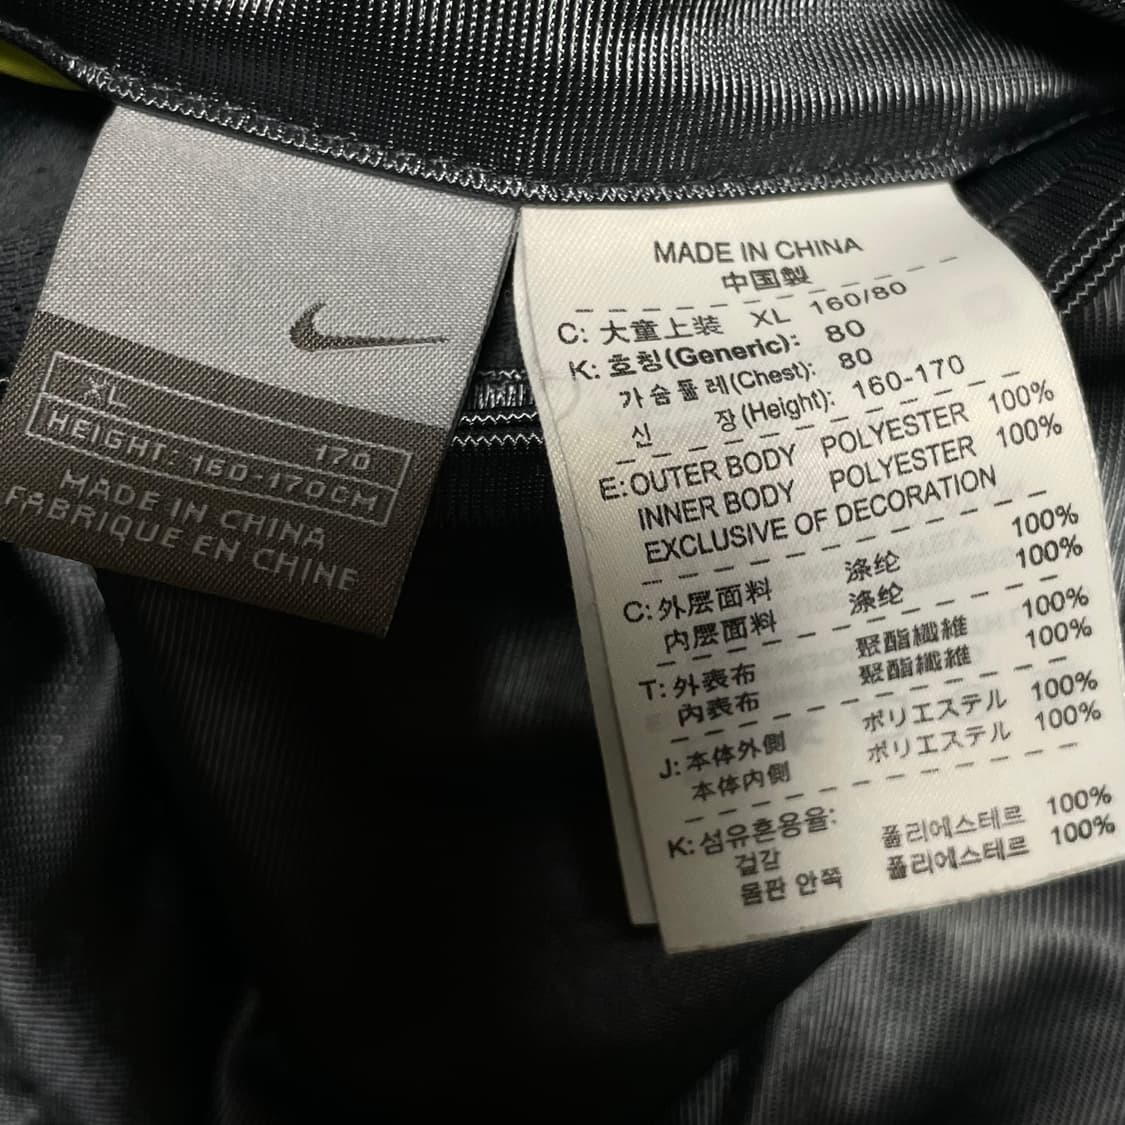 XL
170
HEIGHT: 160-170CM
MADE IN CHINA
FABRIQUE EN CHINE
MADE IN CHINA
中国製
C: 大童上装 XL 160/80
K: 호칭(Generic): 80
가슴둘레(Chest): 80
신 장(Height): 160-170
E: OUTER BODY POLYESTER 100%
INNER BODY POLYESTER 100%
EXCLUSIVE OF DECORATION
C: 外层面料 涤纶 100%
内层面料 涤纶 100%
T: 外表布 聚酯纖維 100%
內表布 聚酯纖維 100%
J: 本体外側 ポリエステル 100%
本体内側 ポリエステル 100%
K: 섬유혼용율:
겉감 폴리에스테르 100%
몸판 안쪽 폴리에스테르 100%